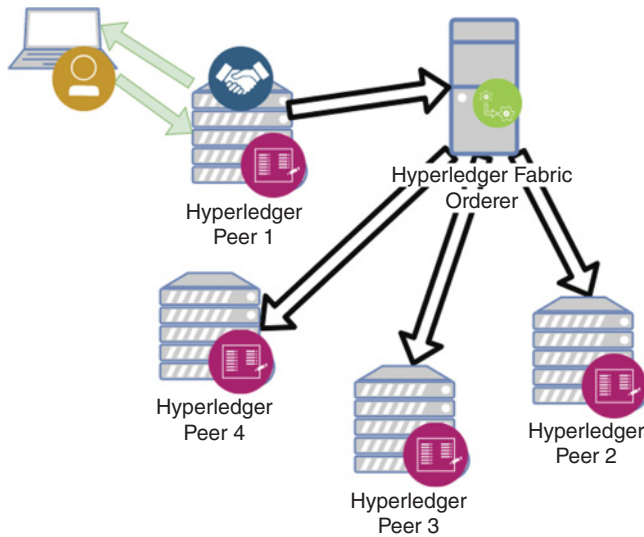 Hyperledger Fabric
Orderer
Hyperledger
Peer 1
Hyperledger
Peer 4
Hyperledger
Peer 3
Hyperledger
Peer 2